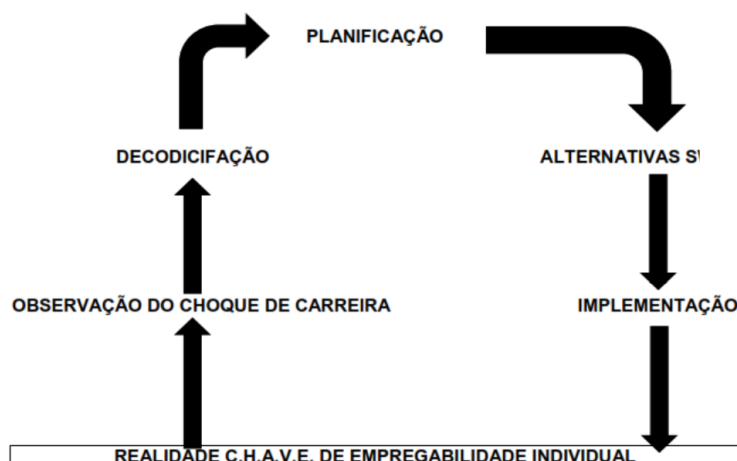 PLANIFICAÇÃO
DECODICIFAÇÃO
ALTERNATIVAS
OBSERVAÇÃO DO CHOQUE DE CARREIRA
IMPLEMENTAÇÃO
REALIDADE C.H.A.V.E. DE EMPREGABILIDADE INDIVIDUAL